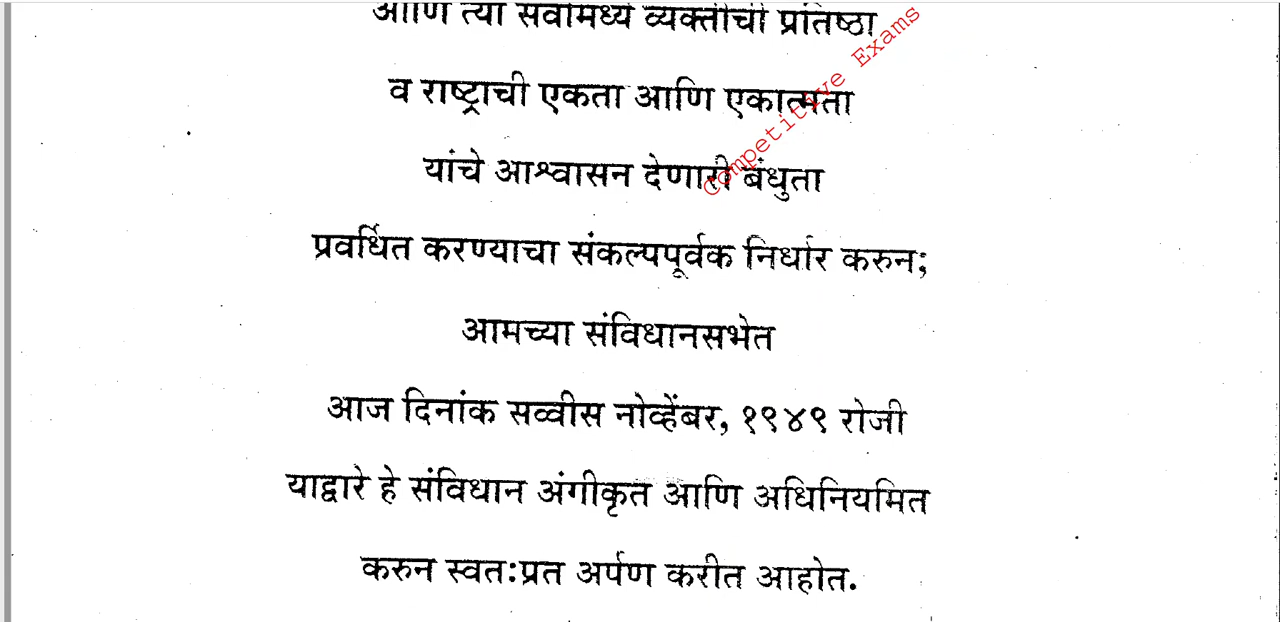 आणि त्या सर्वांमध्ये व्यक्तीची प्रतिष्ठा
व राष्ट्राची एकता आणि एकात्मता
यांचे आश्वासन देणारी बंधुता
प्रवर्धित करण्याचा संकल्पपूर्वक निर्धार करुन;
आमच्या संविधानसभेत
आज दिनांक सव्वीस नोव्हेंबर, १९४९ रोजी
याद्वारे हे संविधान अंगीकृत आणि अधिनियमित
करुन स्वतःप्रत अर्पण करीत आहोत.
Competitive Exams